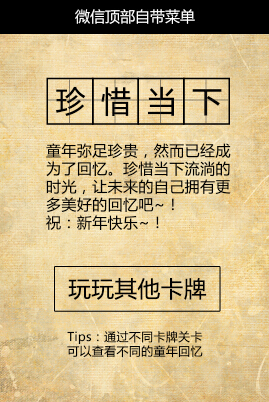 微信顶部自带菜单
珍惜当下
童年弥足珍贵，然而已经成
为了回忆。珍惜当下流淌的
时光，让未来的自己拥有更
多美好的回忆吧~！
祝：新年快乐~！
玩玩其他卡牌
Tips：通过不同卡牌关卡
可以查看不同的童年回忆